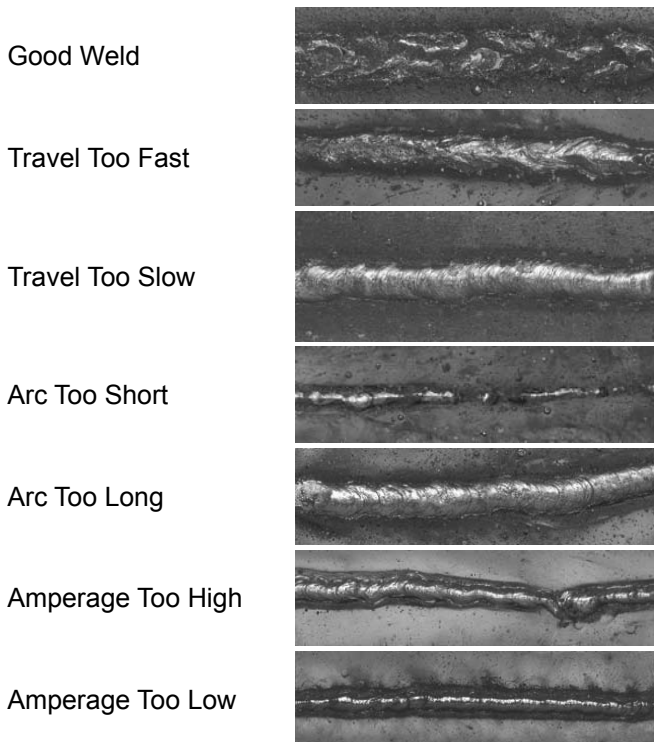 Good Weld
Travel Too Fast
Travel Too Slow
Arc Too Short
Arc Too Long
Amperage Too High
Amperage Too Low